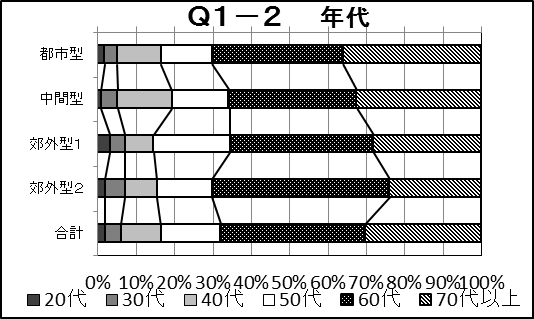 Q1－2　年代
都市型
中間型
郊外型1
郊外型2
合計
0% 10% 20% 30% 40% 50% 60% 70% 80% 90% 100%
20代 30代 40代 50代 60代 70代以上